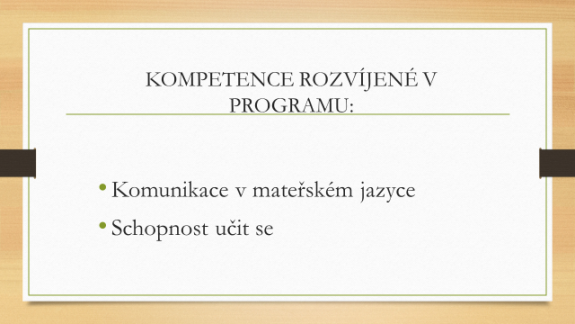 KOMPETENCE ROZVÍJENÉ V
PROGRAMU:
• Komunikace v mateřském jazyce
• Schopnost učit se